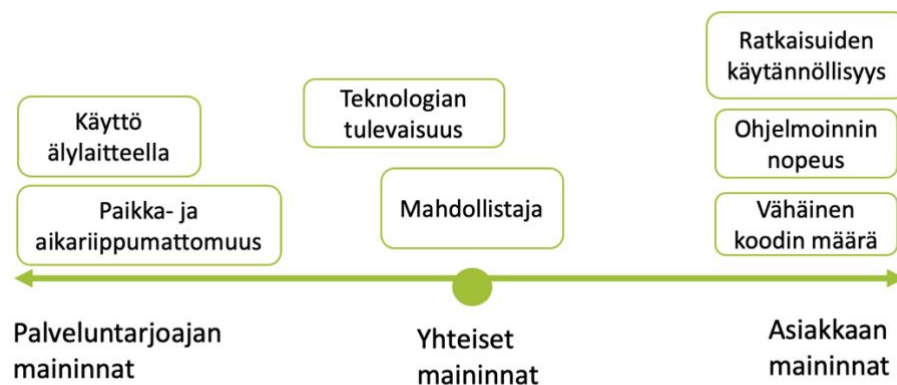 Käyttö
älylaitteella
Paikka- ja
aikariippumattomuus
Teknologian
tulevaisuus
Mahdollistaja
Ratkaisuiden
käytännöllisyys
Ohjelmoinnin
nopeus
Vähäinen
koodin määrä
Palveluntarjoajan
maininnat
Yhteiset
maininnat
Asiakkaan
maininnat